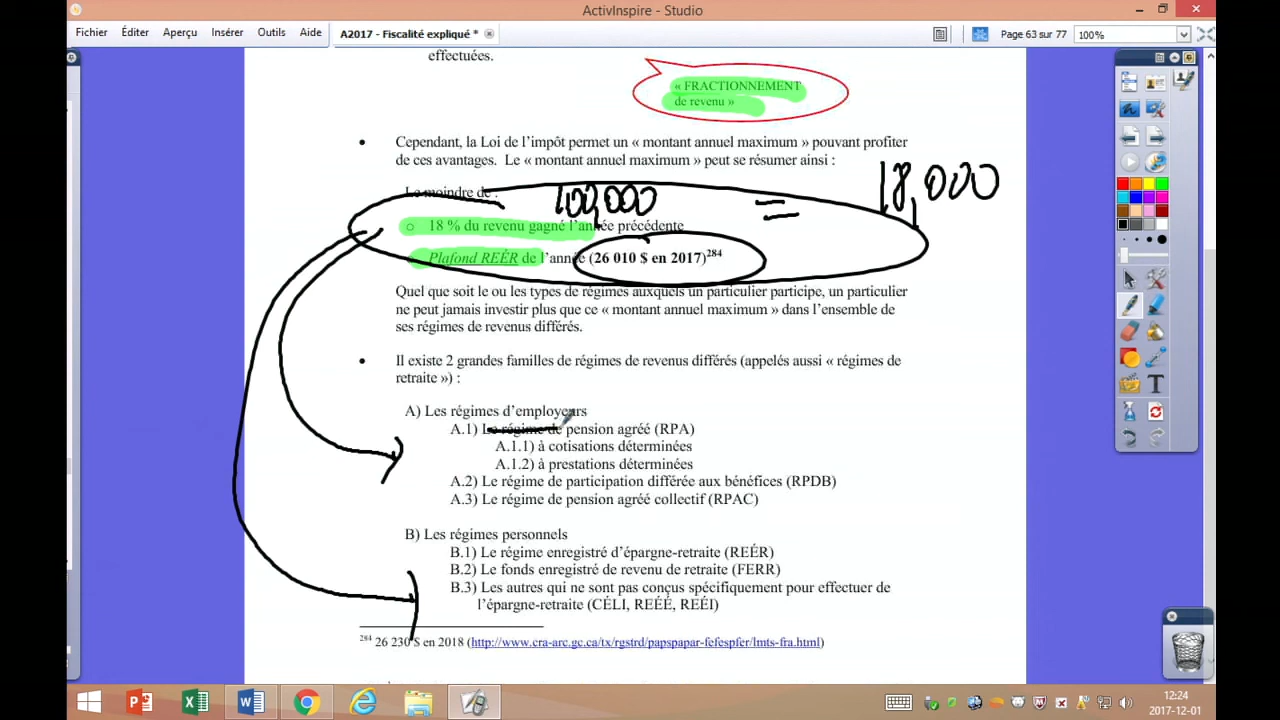 ActivInspire - Studio
Fichier Éditer Aperçu Insérer Outils Aide
A2017 - Fiscalité expliqué *
Page 63 sur 77
100%
effectuées.
« FRACTIONNEMENT
de revenu »
• Cependant, la Loi de l'impôt permet un « montant annuel maximum » pouvant profiter
de ces avantages. Le « montant annuel maximum » peut se résumer ainsi :
18,000
Le moindre de :
100,000 =
o 18 % du revenu gagné l'année précédente
Plafond REÉR de l'année (26 010 $ en 2017)284
Quel que soit le ou les types de régimes auxquels un particulier participe, un particulier
ne peut jamais investir plus que ce « montant annuel maximum » dans l'ensemble de
ses régimes de revenus différés.
• Il existe 2 grandes familles de régimes de revenus différés (appelés aussi « régimes de
retraite ») :
A) Les régimes d'employeurs
A.1) Le régime de pension agréé (RPA)
A.1.1) à cotisations déterminées
A.1.2) à prestations déterminées
A.2) Le régime de participation différée aux bénéfices (RPDB)
A.3) Le régime de pension agréé collectif (RPAC)
B) Les régimes personnels
B.1) Le régime enregistré d'épargne-retraite (REÉR)
B.2) Le fonds enregistré de revenu de retraite (FERR)
B.3) Les autres qui ne sont pas conçus spécifiquement pour effectuer de
l'épargne-retraite (CÉLI, REÉÉ, REÉI)
284 26 230 $ en 2018 (http://www.cra-arc.gc.ca/tx/rgstrd/papspapar-fefespfer/lmts-fra.html)
12:24
2017-12-01